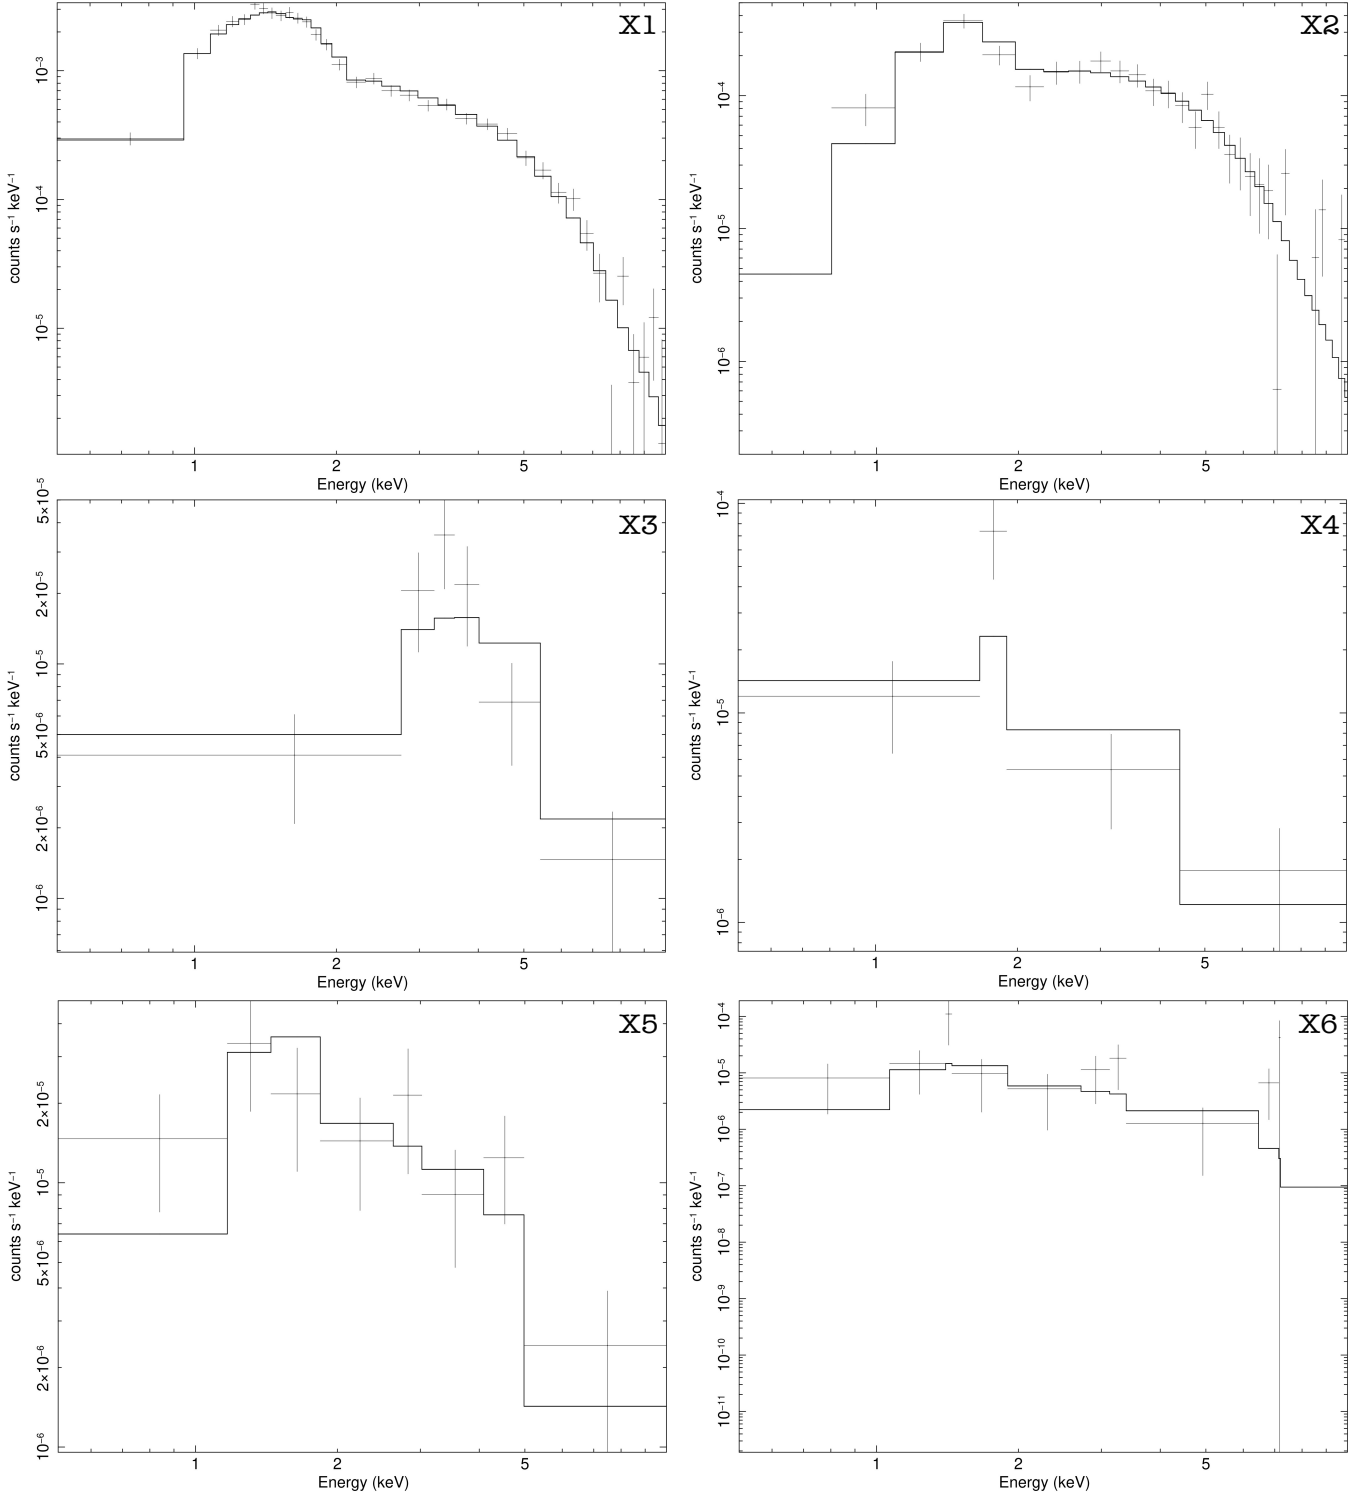 X1
10⁻³
10⁻⁴
10⁻⁵
counts s⁻¹ keV⁻¹
1 2 5
Energy (keV)
X2
10⁻⁴
10⁻⁵
10⁻⁶
counts s⁻¹ keV⁻¹
1 2 5
Energy (keV)
X3
5×10⁻⁵
2×10⁻⁵
10⁻⁵
5×10⁻⁶
2×10⁻⁶
10⁻⁶
counts s⁻¹ keV⁻¹
1 2 5
Energy (keV)
X4
10⁻⁴
10⁻⁵
10⁻⁶
counts s⁻¹ keV⁻¹
1 2 5
Energy (keV)
X5
2×10⁻⁵
10⁻⁵
5×10⁻⁶
2×10⁻⁶
10⁻⁶
counts s⁻¹ keV⁻¹
1 2 5
Energy (keV)
X6
10⁻⁴
10⁻⁵
10⁻⁶
10⁻⁷
10⁻⁸
10⁻⁹
10⁻¹⁰
10⁻¹¹
counts s⁻¹ keV⁻¹
1 2 5
Energy (keV)